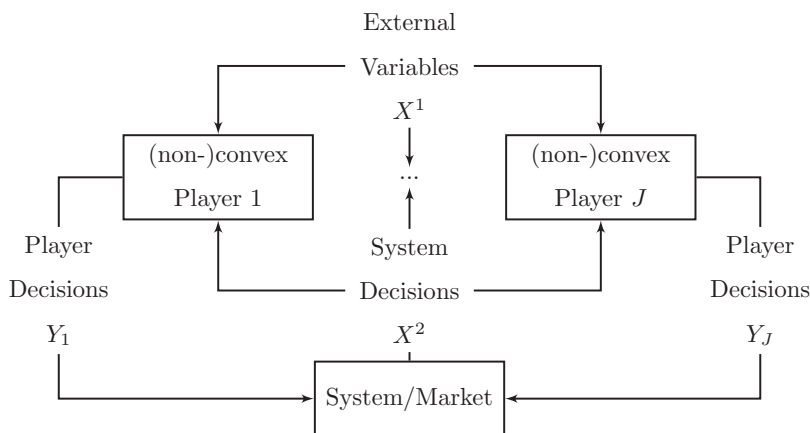 External
Variables
X¹
(non-)convex
Player 1
...
(non-)convex
Player J
Player
Decisions
Y₁
System
Decisions
X²
Player
Decisions
Y_J
System/Market